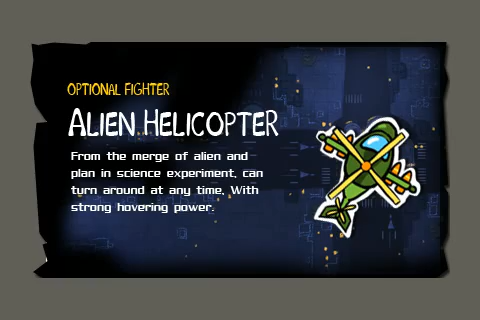 OPTIONAL FIGHTER
ALIEN HELICOPTER
From the merge of alien and
plan in science experiment, can
turn around at any time. With
strong hovering power.